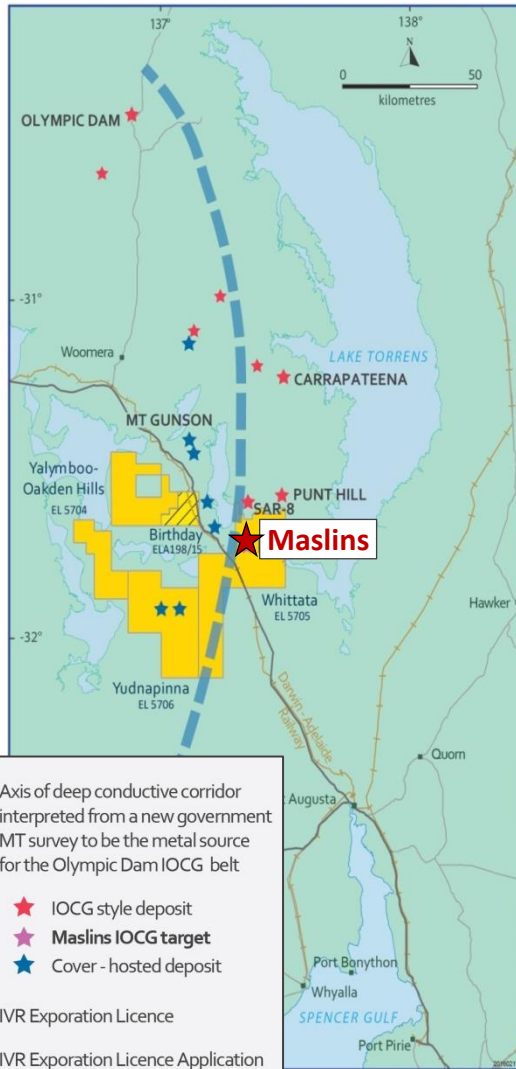 137°
138°
N
0 50
kilometres
OLYMPIC DAM
-31°
Woomera
LAKE TORRENS
CARRAPATEENA
MT GUNSON
Yalymboo-
Oakden Hills
EL 5704
PUNT HILL
SAR-8
Birthday
ELA198/15
Maslins
Whittata
EL 5705
Hawker
-32°
Yudnapinna
EL 5706
Darwin - Adelaide
Railway
Quorn
Augusta
Axis of deep conductive corridor
interpreted from a new government
MT survey to be the metal source
for the Olympic Dam IOCG belt
IOCG style deposit
Maslins IOCG target
Cover - hosted deposit
IVR Exporation Licence
IVR Exporation Licence Application
Port Bonython
Whyalla
SPENCER GULF
Port Pirie